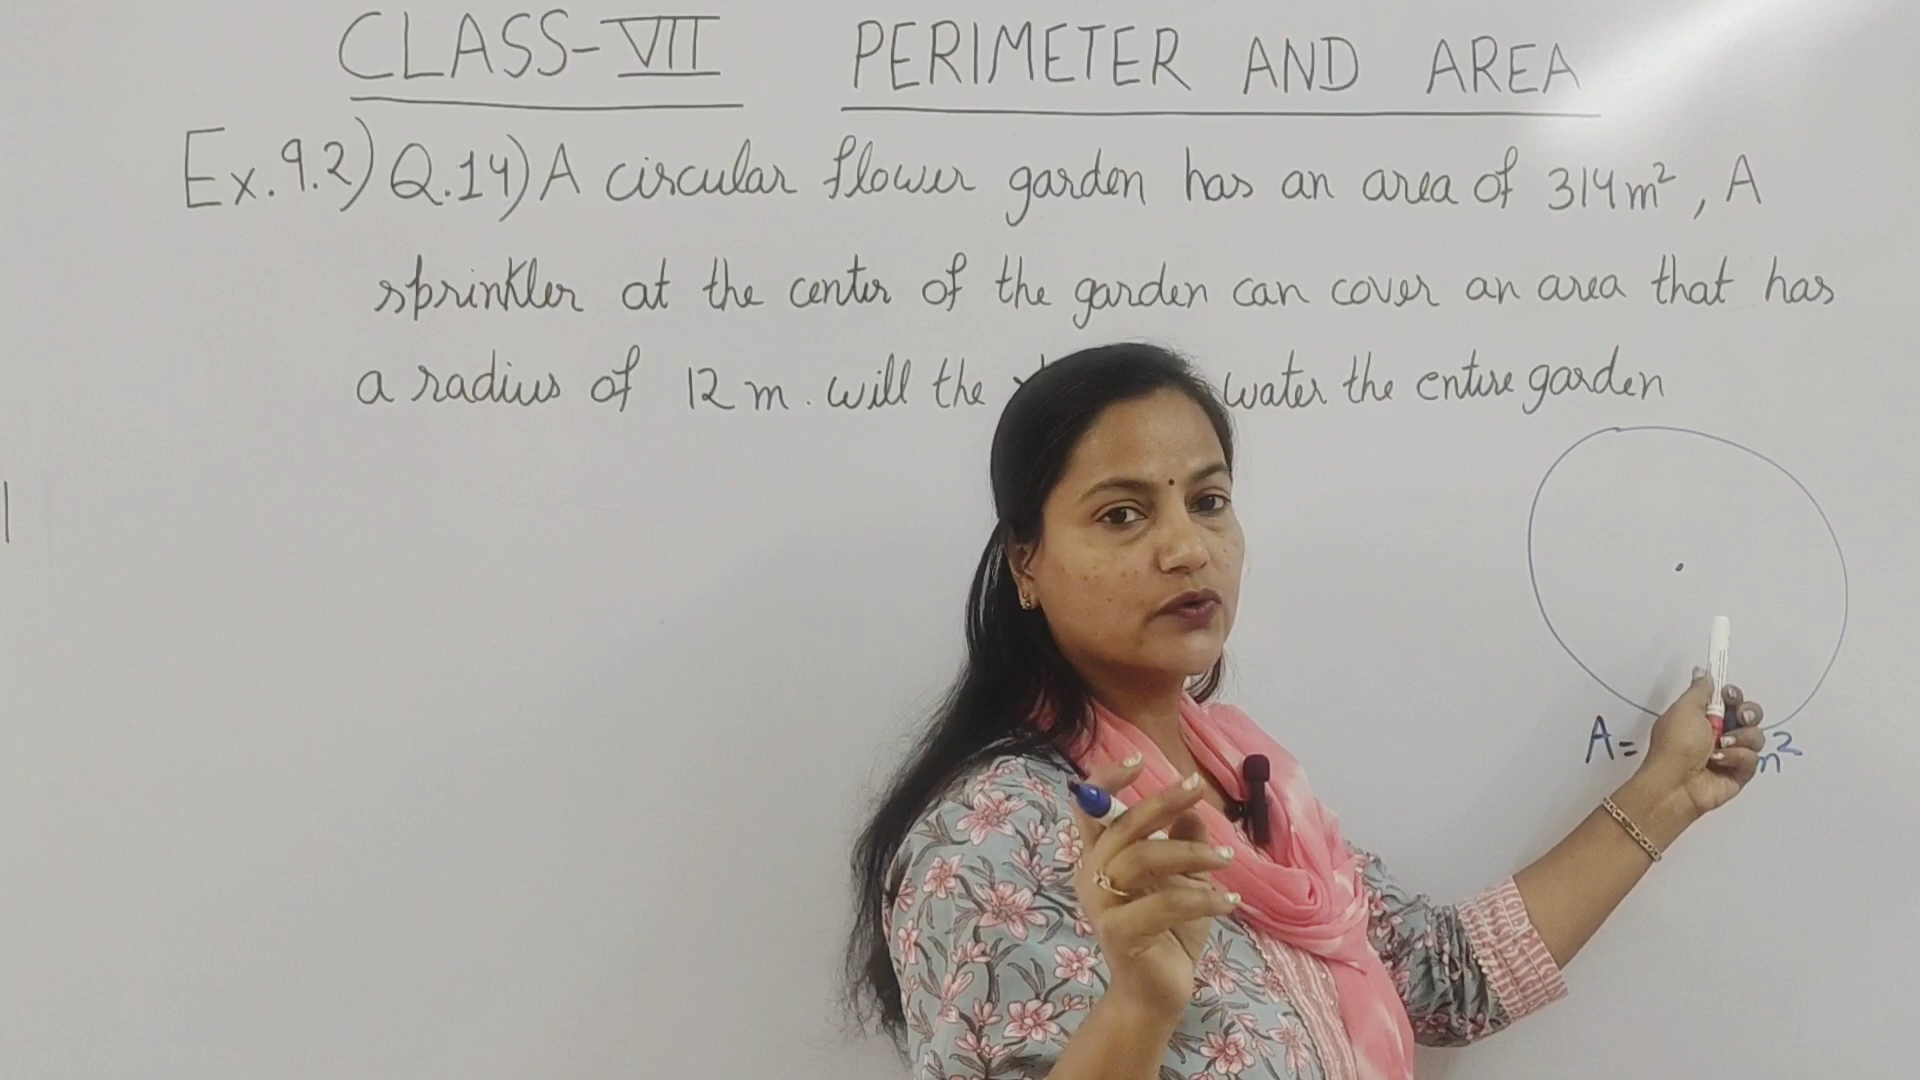 CLASS-VII PERIMETER AND AREA
Ex.9.2) Q.14) A circular flower garden has an area of 314m², A
sprinkler at the center of the garden can cover an area that has
a radius of 12 m. will the water the entire garden
A= m²